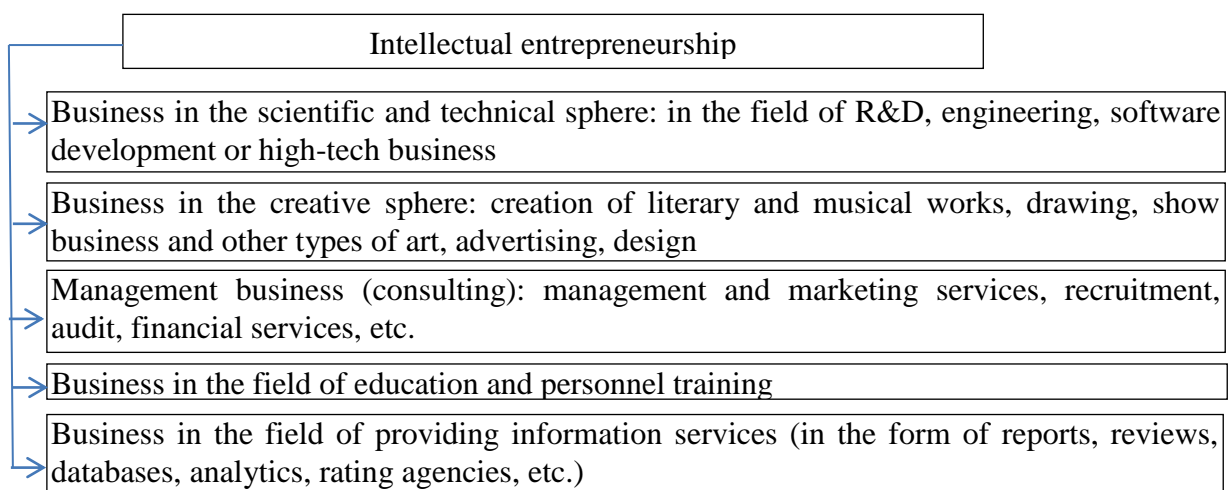 Intellectual entrepreneurship
Business in the scientific and technical sphere: in the field of R&D, engineering, software
development or high-tech business
Business in the creative sphere: creation of literary and musical works, drawing, show
business and other types of art, advertising, design
Management business (consulting): management and marketing services, recruitment,
audit, financial services, etc.
Business in the field of education and personnel training
Business in the field of providing information services (in the form of reports, reviews,
databases, analytics, rating agencies, etc.)